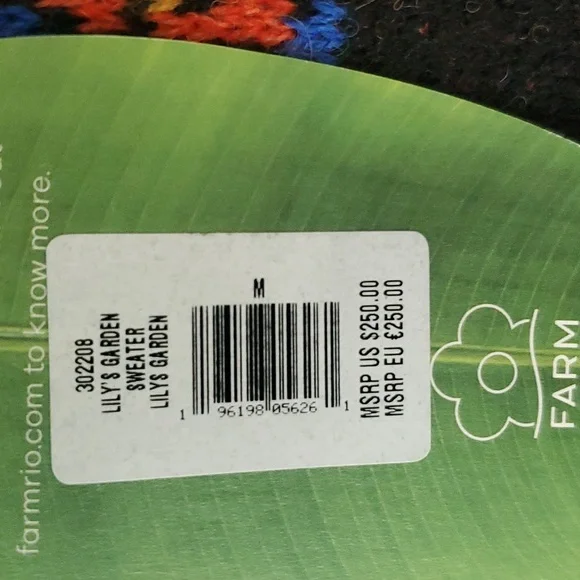 farmrio.com to know more.
302208
LILY'S GARDEN
SWEATER
LILYS GARDEN
M
1 96198 05626 1
MSRP US $250.00
MSRP EU €250.00
FARM